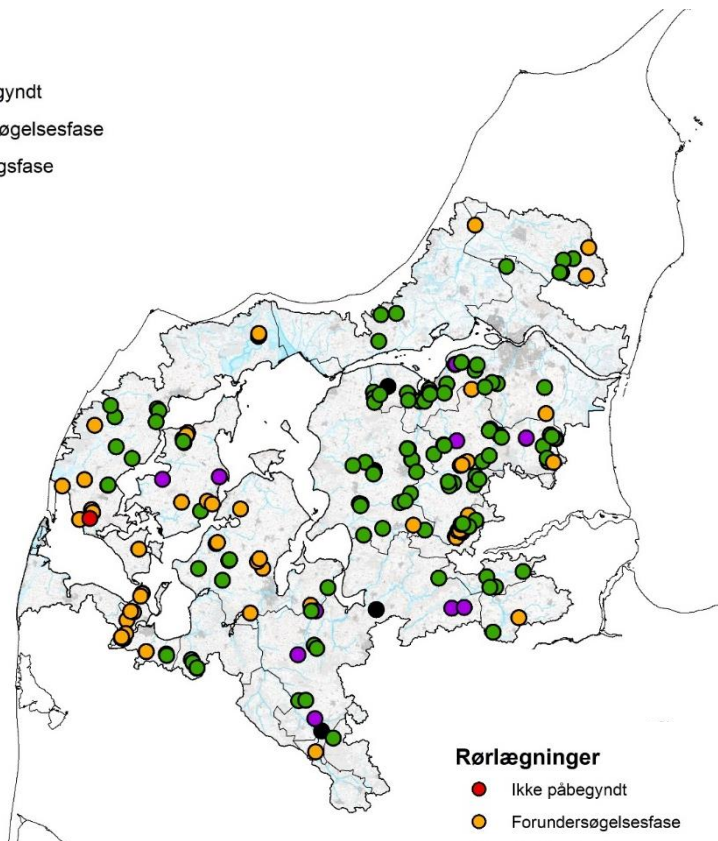 gyndt
øgelsesfase
gsfase
Rørlægninger
Ikke påbegyndt
Forundersøgelsesfase